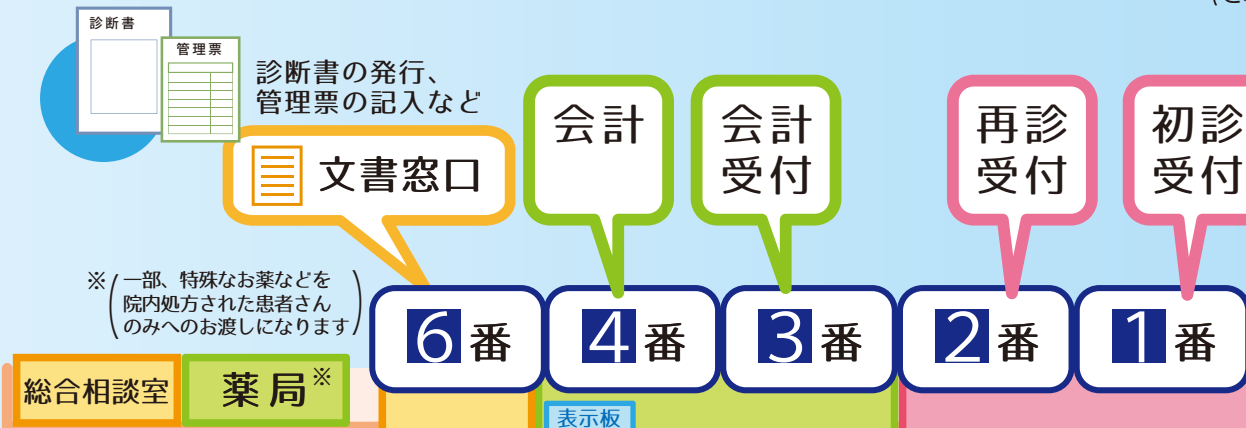 診断書
管理票
診断書の発行、
管理票の記入など
文書窓口
会計
会計
受付
再診
受付
初診
受付
※(一部、特殊なお薬などを
院内処方された患者さん
のみへのお渡しになります)
6番
4番
3番
2番
1番
総合相談室
薬局※
表示板